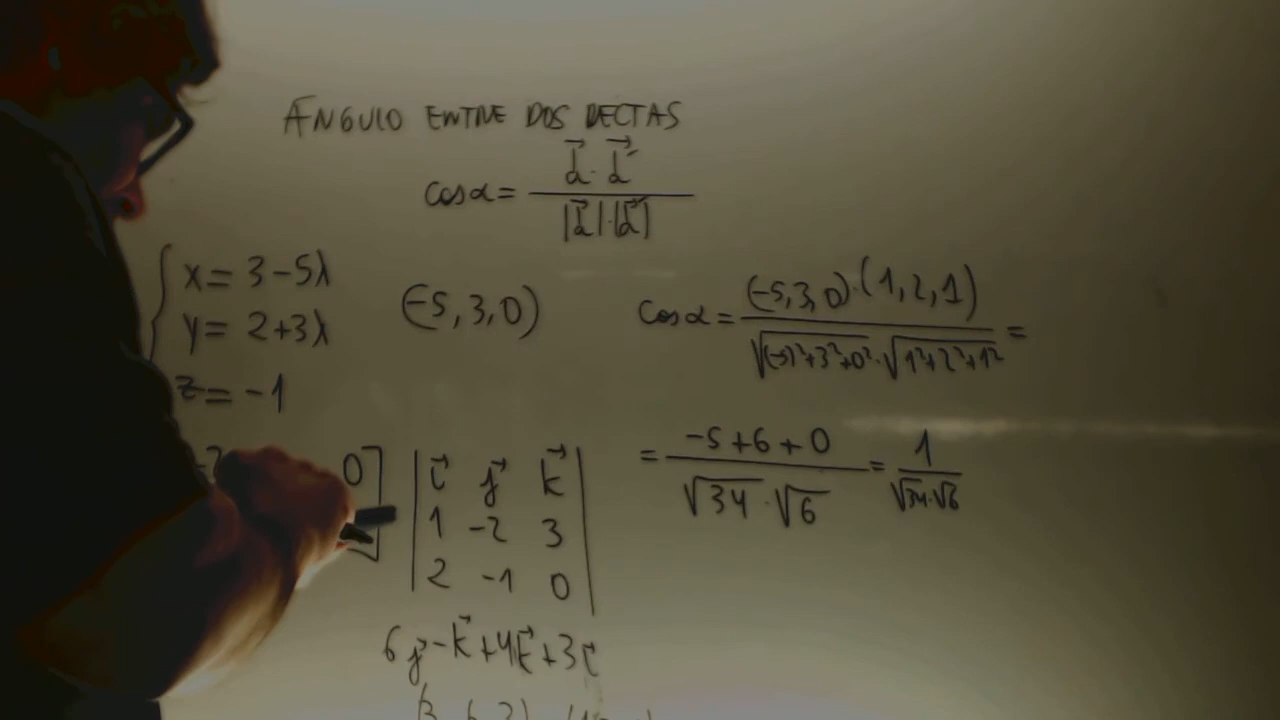 ÁNGULO ENTRE DOS RECTAS
cos α = (d⃗ · d⃗′) / (|d⃗| · |d⃗′|)
x = 3 - 5λ
y = 2 + 3λ
z = -1
(-5, 3, 0)
cos α = ((-5, 3, 0) · (1, 2, 1)) / (√((-5)² + 3² + 0²) · √(1² + 2² + 1²)) =
= (-5 + 6 + 0) / (√34 · √6) = 1 / (√34 · √6)
0
i⃗ j⃗ k⃗
1 -2 3
2 -1 0
6j⃗ - k⃗ + 4k⃗ + 3i⃗